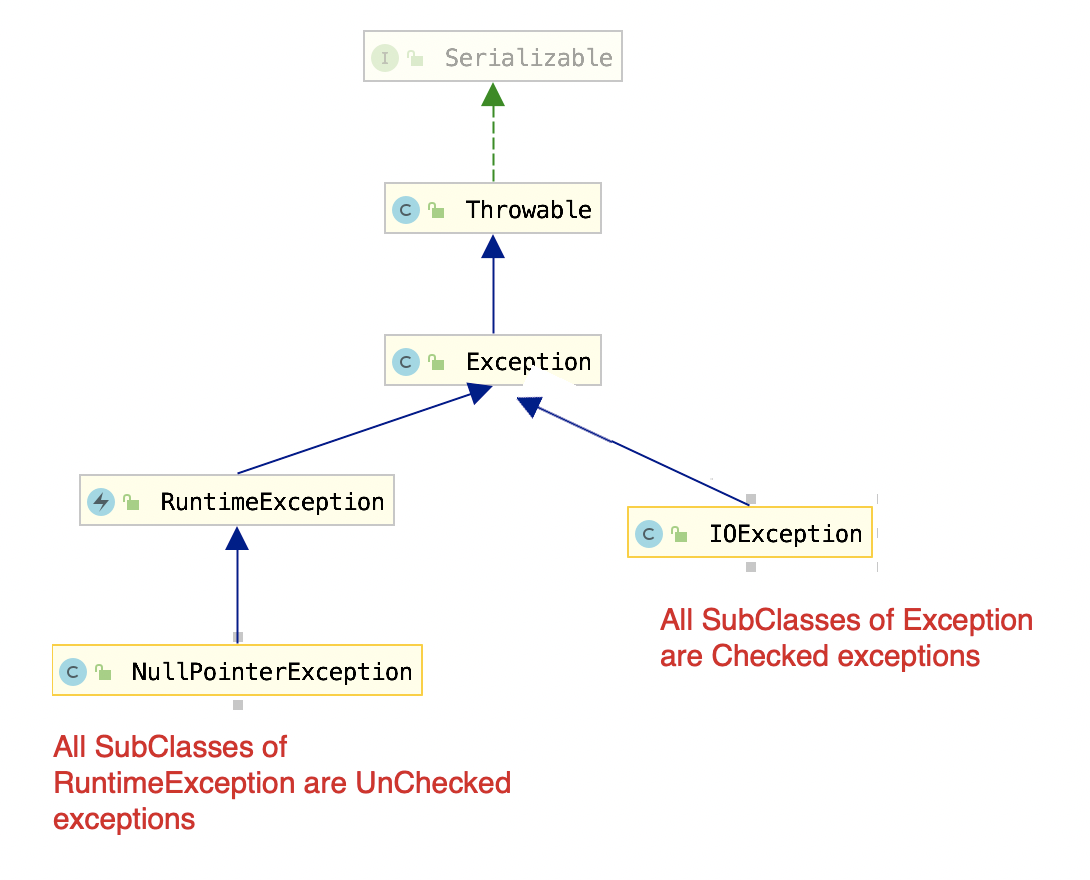 Serializable
Throwable
Exception
RuntimeException
IOException
All SubClasses of Exception
are Checked exceptions
NullPointerException
All SubClasses of
RuntimeException are UnChecked
exceptions